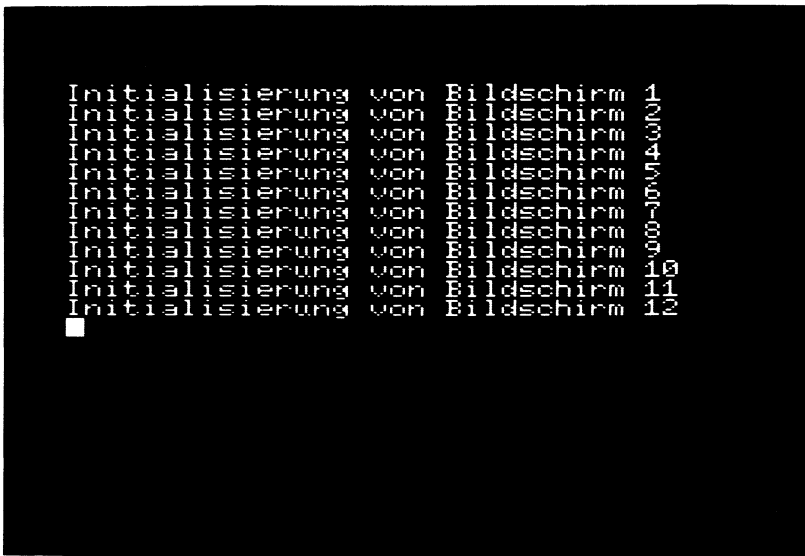 Initialisierung von Bildschirm 1
Initialisierung von Bildschirm 2
Initialisierung von Bildschirm 3
Initialisierung von Bildschirm 4
Initialisierung von Bildschirm 5
Initialisierung von Bildschirm 6
Initialisierung von Bildschirm 7
Initialisierung von Bildschirm 8
Initialisierung von Bildschirm 9
Initialisierung von Bildschirm 10
Initialisierung von Bildschirm 11
Initialisierung von Bildschirm 12